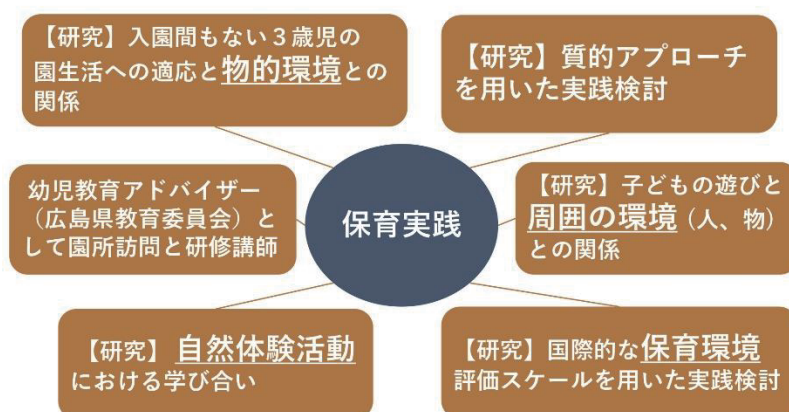 【研究】入園間もない３歳児の
園生活への適応と物的環境との
関係
【研究】質的アプローチ
を用いた実践検討
幼児教育アドバイザー
（広島県教育委員会）と
して園所訪問と研修講師
保育実践
【研究】子どもの遊びと
周囲の環境（人、物）
との関係
【研究】自然体験活動
における学び合い
【研究】国際的な保育環境
評価スケールを用いた実践検討